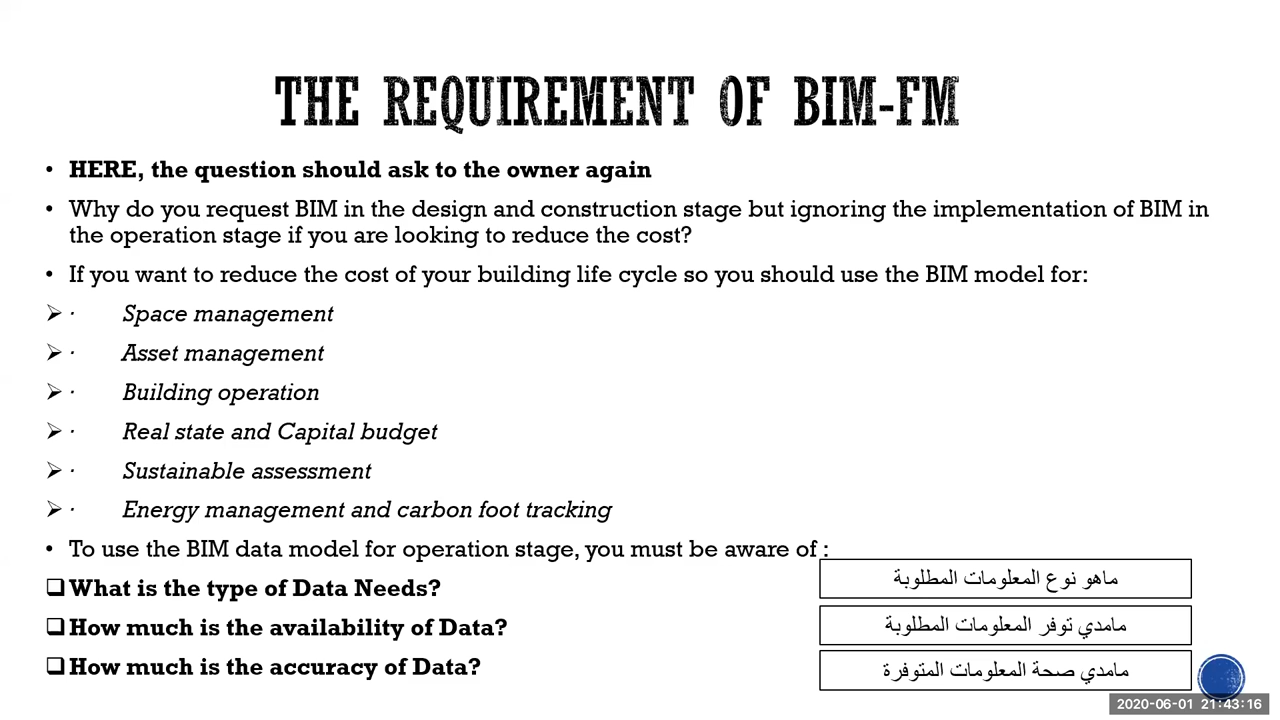 THE REQUIREMENT OF BIM-FM
• HERE, the question should ask to the owner again
• Why do you request BIM in the design and construction stage but ignoring the implementation of BIM in
the operation stage if you are looking to reduce the cost?
• If you want to reduce the cost of your building life cycle so you should use the BIM model for:
➢ · Space management
➢ · Asset management
➢ · Building operation
➢ · Real state and Capital budget
➢ · Sustainable assessment
➢ · Energy management and carbon foot tracking
• To use the BIM data model for operation stage, you must be aware of :
❑ What is the type of Data Needs?
ماهو نوع المعلومات المطلوبة
❑ How much is the availability of Data?
مامدي توفر المعلومات المطلوبة
❑ How much is the accuracy of Data?
مامدي صحة المعلومات المتوفرة
2020-06-01 21:43:16